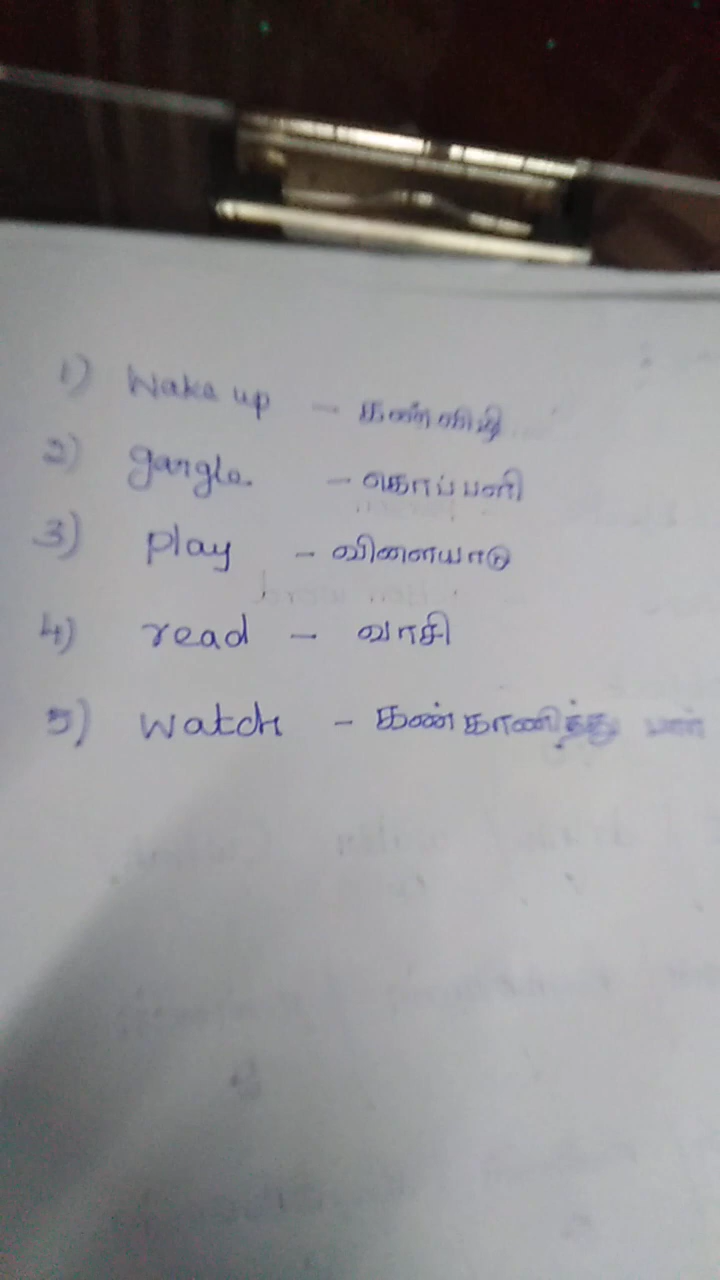 1) Wake up - கண்விழி
2) gargle. - கொப்பளி
3) play - விளையாடு
4) read - வாசி
5) watch - கண்காணித்து பார்